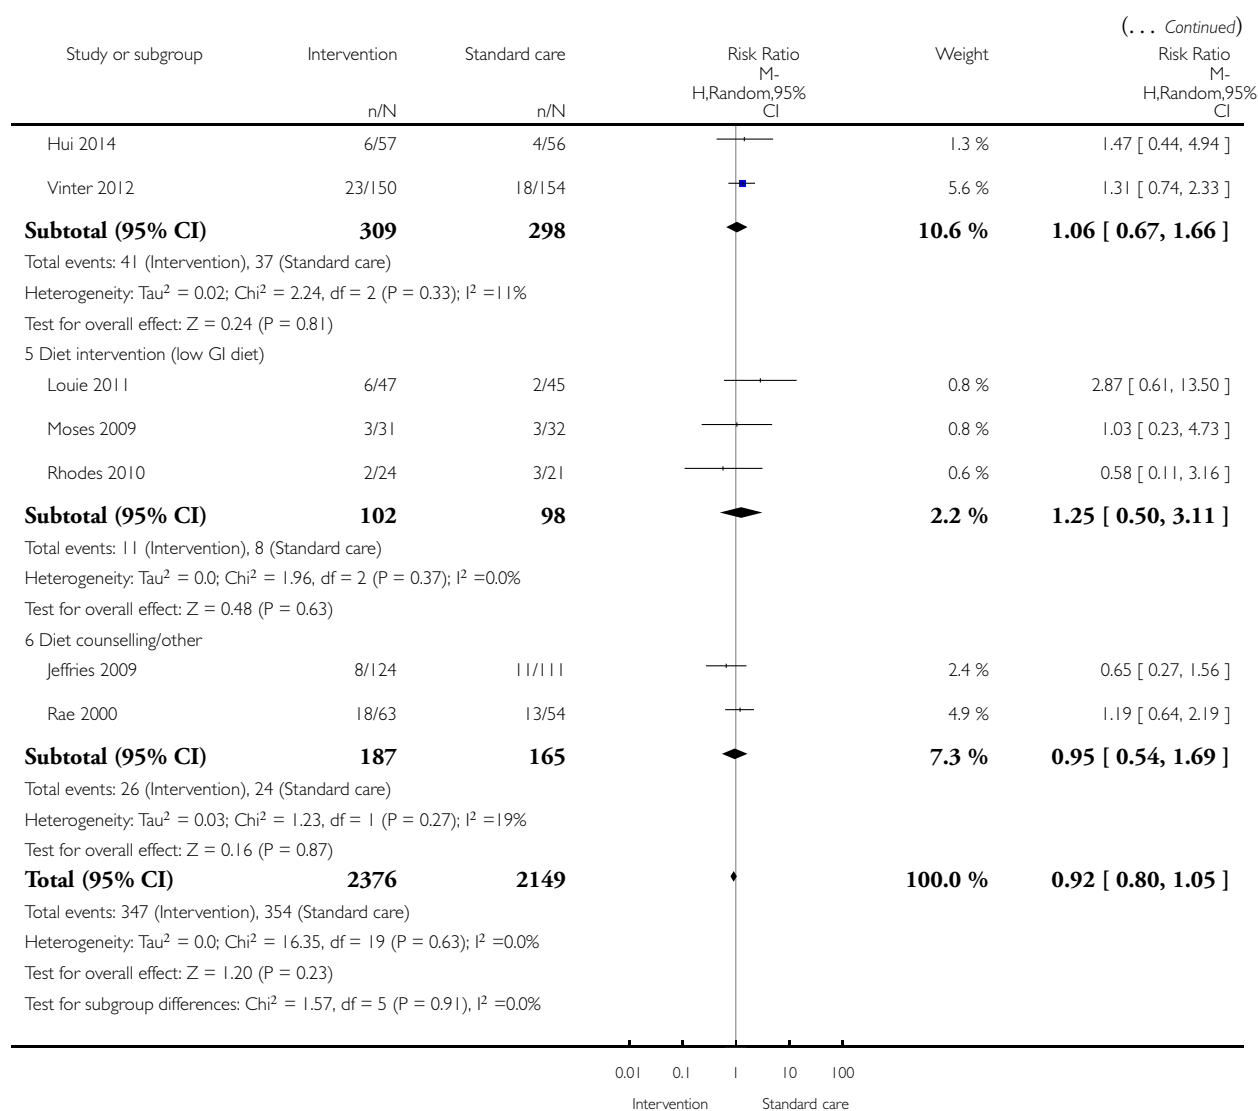 (... Continued)
Study or subgroup Intervention Standard care Risk Ratio Weight Risk Ratio
M- M-
H,Random,95% H,Random,95%
n/N n/N CI CI
Hui 2014 6/57 4/56 1.3 % 1.47 [ 0.44, 4.94 ]
Vinter 2012 23/150 18/154 5.6 % 1.31 [ 0.74, 2.33 ]
Subtotal (95% CI) 309 298 10.6 % 1.06 [ 0.67, 1.66 ]
Total events: 41 (Intervention), 37 (Standard care)
Heterogeneity: Tau² = 0.02; Chi² = 2.24, df = 2 (P = 0.33); I² =11%
Test for overall effect: Z = 0.24 (P = 0.81)
5 Diet intervention (low GI diet)
Louie 2011 6/47 2/45 0.8 % 2.87 [ 0.61, 13.50 ]
Moses 2009 3/31 3/32 0.8 % 1.03 [ 0.23, 4.73 ]
Rhodes 2010 2/24 3/21 0.6 % 0.58 [ 0.11, 3.16 ]
Subtotal (95% CI) 102 98 2.2 % 1.25 [ 0.50, 3.11 ]
Total events: 11 (Intervention), 8 (Standard care)
Heterogeneity: Tau² = 0.0; Chi² = 1.96, df = 2 (P = 0.37); I² =0.0%
Test for overall effect: Z = 0.48 (P = 0.63)
6 Diet counselling/other
Jeffries 2009 8/124 11/111 2.4 % 0.65 [ 0.27, 1.56 ]
Rae 2000 18/63 13/54 4.9 % 1.19 [ 0.64, 2.19 ]
Subtotal (95% CI) 187 165 7.3 % 0.95 [ 0.54, 1.69 ]
Total events: 26 (Intervention), 24 (Standard care)
Heterogeneity: Tau² = 0.03; Chi² = 1.23, df = 1 (P = 0.27); I² =19%
Test for overall effect: Z = 0.16 (P = 0.87)
Total (95% CI) 2376 2149 100.0 % 0.92 [ 0.80, 1.05 ]
Total events: 347 (Intervention), 354 (Standard care)
Heterogeneity: Tau² = 0.0; Chi² = 16.35, df = 19 (P = 0.63); I² =0.0%
Test for overall effect: Z = 1.20 (P = 0.23)
Test for subgroup differences: Chi² = 1.57, df = 5 (P = 0.91), I² =0.0%
0.01 0.1 1 10 100
Intervention Standard care